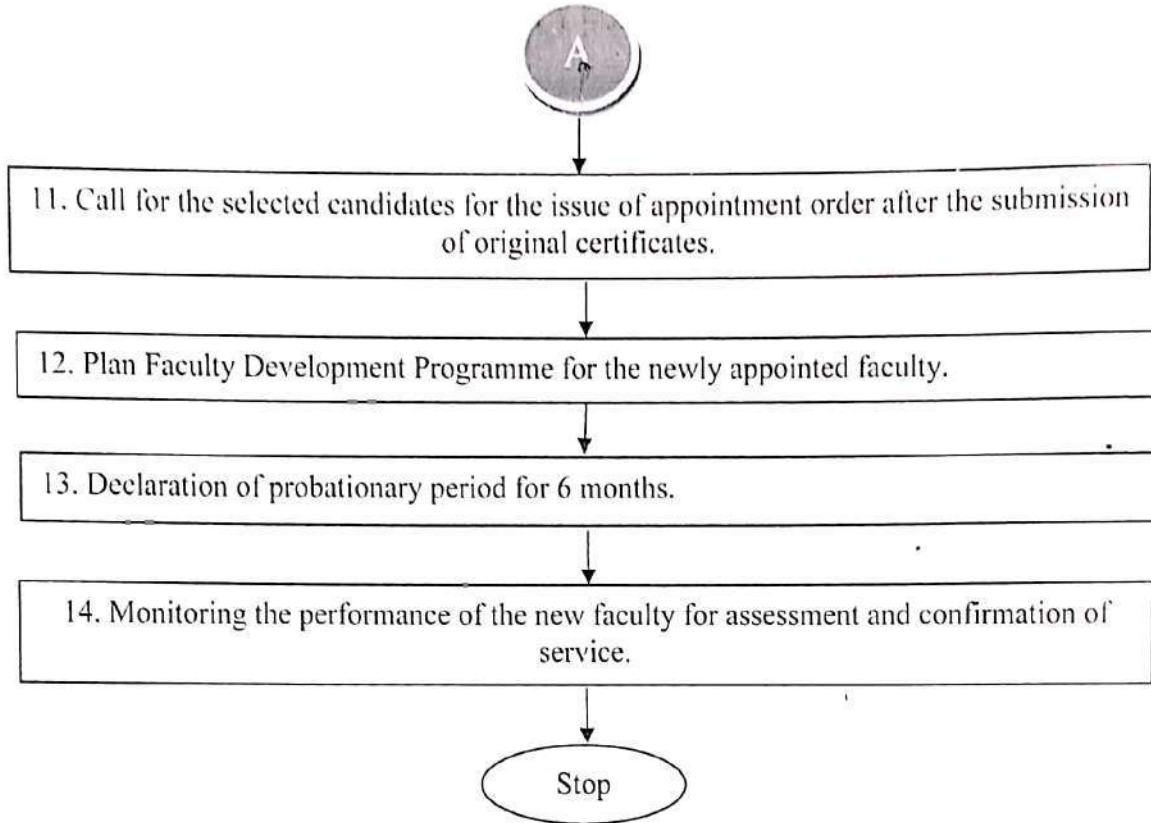 A
11. Call for the selected candidates for the issue of appointment order after the submission
of original certificates.
12. Plan Faculty Development Programme for the newly appointed faculty.
13. Declaration of probationary period for 6 months.
14. Monitoring the performance of the new faculty for assessment and confirmation of
service.
Stop